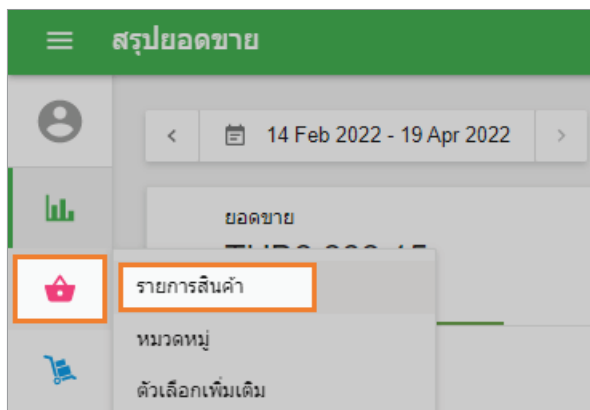 สรุปยอดขาย
14 Feb 2022 - 19 Apr 2022
ยอดขาย
รายการสินค้า
หมวดหมู่
ตัวเลือกเพิ่มเติม